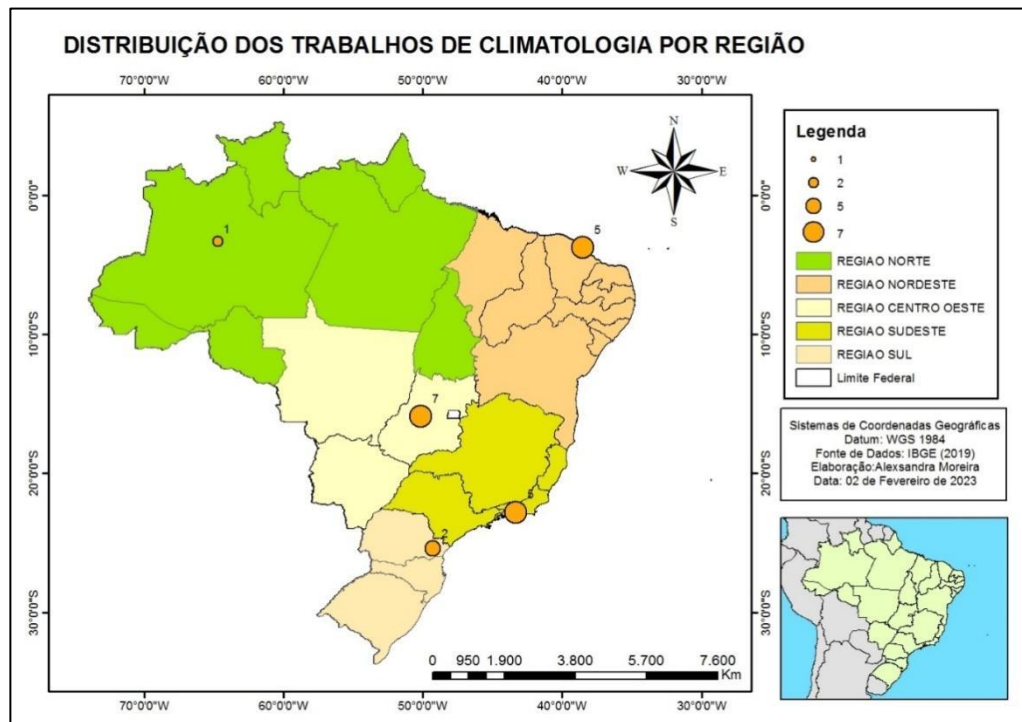 DISTRIBUIÇÃO DOS TRABALHOS DE CLIMATOLOGIA POR REGIÃO
70°0'0"W 60°0'0"W 50°0'0"W 40°0'0"W 30°0'0"W
0°0'0"
10°0'0"S
20°0'0"S
30°0'0"S
N
W E
S
1
5
7
2
0 950 1.900 3.800 5.700 7.600
Km
70°0'0"W 60°0'0"W 50°0'0"W 40°0'0"W 30°0'0"W
0°0'0"
10°0'0"S
20°0'0"S
30°0'0"S
Legenda
1
2
5
7
REGIAO NORTE
REGIAO NORDESTE
REGIAO CENTRO OESTE
REGIAO SUDESTE
REGIAO SUL
Limite Federal
Sistemas de Coordenadas Geográficas
Datum: WGS 1984
Fonte de Dados: IBGE (2019)
Elaboração:Alexsandra Moreira
Data: 02 de Fevereiro de 2023